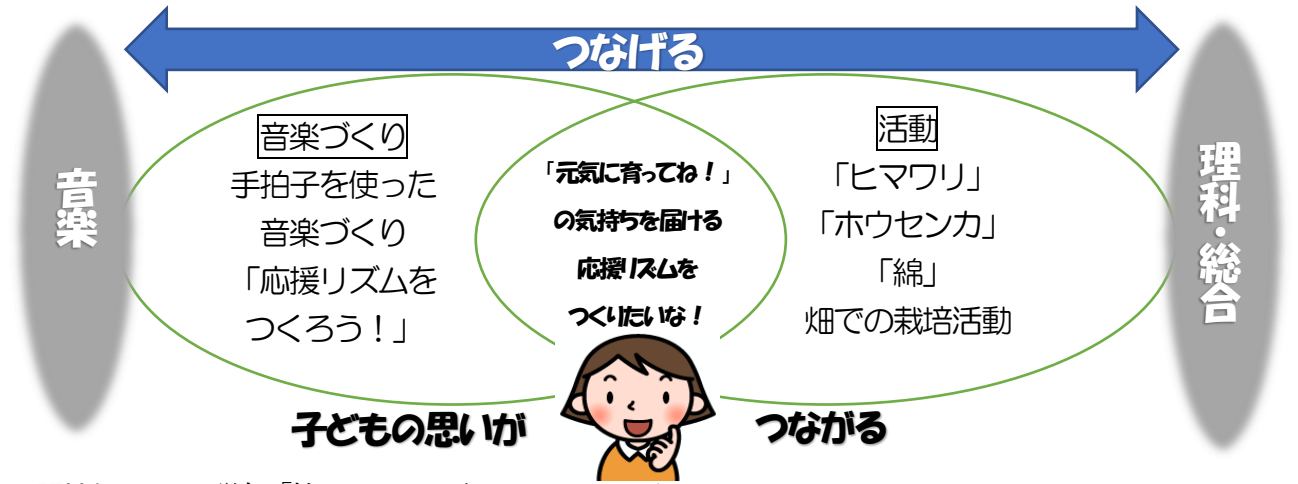 つなげる
音楽
音楽づくり
手拍子を使った
音楽づくり
「応援リズムを
つくろう！」
「元気に育ってね！」
の気持ちを届ける
応援リズムを
つくりたいな！
活動
「ヒマワリ」
「ホウセンカ」
「綿」
畑での栽培活動
理科・総合
子どもの思いが
つながる